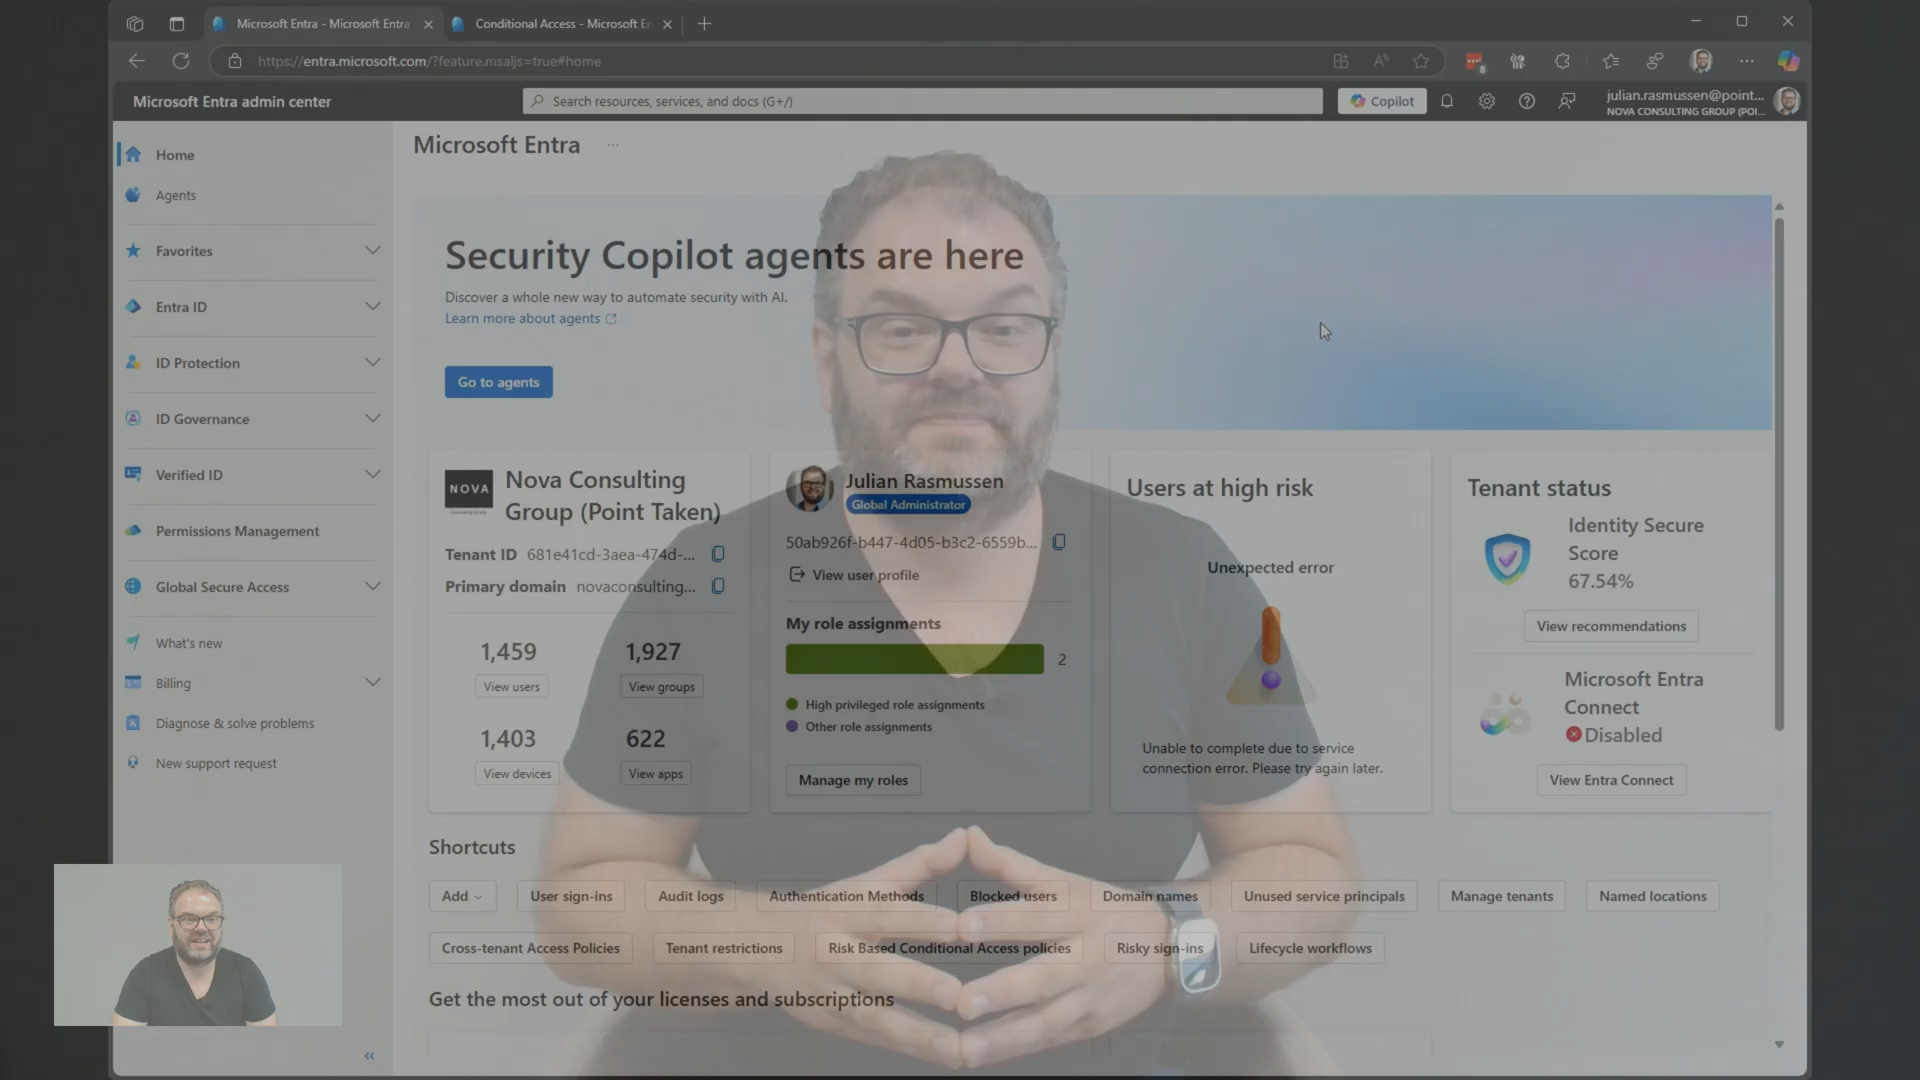 Microsoft Entra - Microsoft Entra
Conditional Access - Microsoft En
https://entra.microsoft.com/?feature.msaljs=true#home
8
Microsoft Entra admin center
Search resources, services, and docs (G+/)
Copilot
julian.rasmussen@point...
NOVA CONSULTING GROUP (POI...
Home
Agents
Favorites
Entra ID
ID Protection
ID Governance
Verified ID
Permissions Management
Global Secure Access
What's new
Billing
Diagnose & solve problems
New support request
Microsoft Entra
...
Security Copilot agents are here
Discover a whole new way to automate security with AI.
Learn more about agents
Go to agents
NOVA
Nova Consulting
Group (Point Taken)
Tenant ID 681e41cd-3aea-474d-...
Primary domain novaconsulting...
1,459
View users
1,927
View groups
1,403
View devices
622
View apps
Julian Rasmussen
Global Administrator
50ab926f-b447-4d05-b3c2-6559b...
View user profile
My role assignments
2
High privileged role assignments
Other role assignments
Manage my roles
Users at high risk
Unexpected error
Unable to complete due to service
connection error. Please try again later.
Tenant status
Identity Secure
Score
67.54%
View recommendations
Microsoft Entra
Connect
Disabled
View Entra Connect
Shortcuts
Add
User sign-ins
Audit logs
Authentication Methods
Blocked users
Domain names
Unused service principals
Manage tenants
Named locations
Cross-tenant Access Policies
Tenant restrictions
Risk Based Conditional Access policies
Risky sign-ins
Lifecycle workflows
Get the most out of your licenses and subscriptions